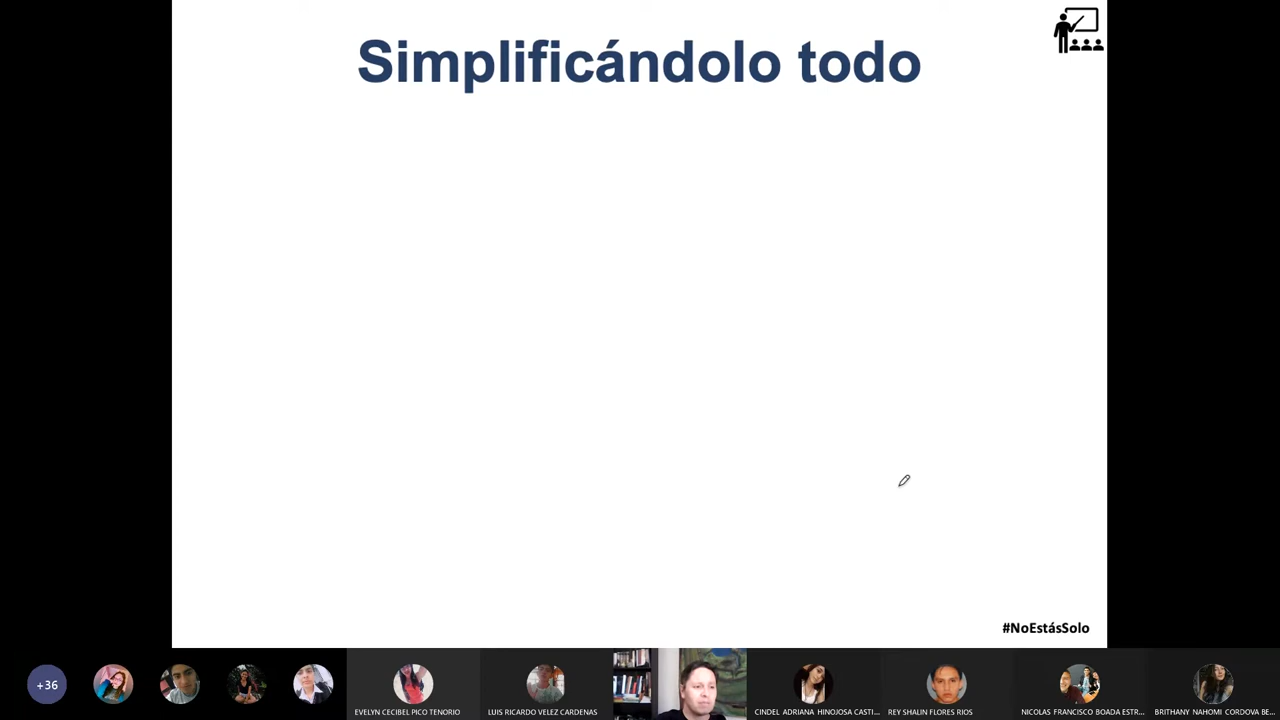 Simplificándolo todo
#NoEstásSolo
+36
EVELYN CECIBEL PICO TENORIO
LUIS RICARDO VELEZ CARDENAS
CINDEL ADRIANA HINOJOSA CASTI...
REY SHALIN FLORES RIOS
NICOLAS FRANCISCO BOADA ESTR...
BRITHANY NAHOMI CORDOVA BE...